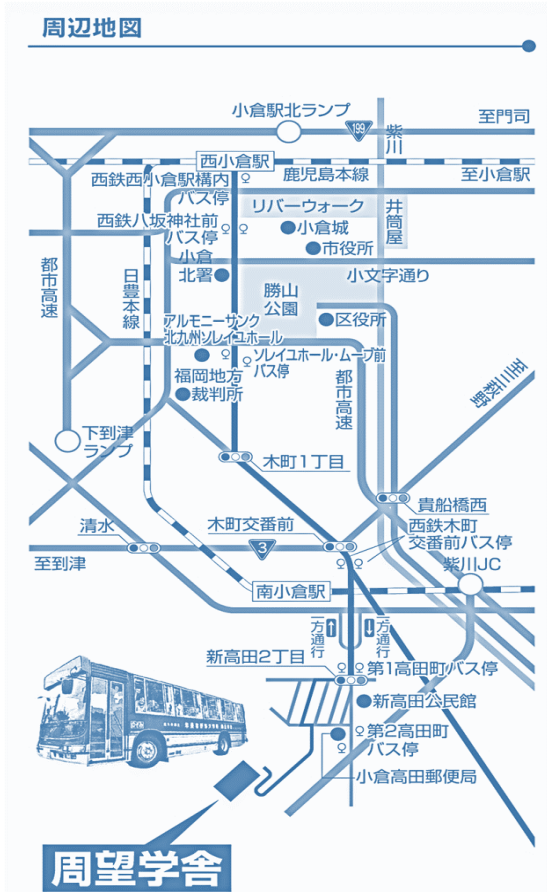 周辺地図
小倉駅北ランプ
199
紫川
至門司
西小倉駅
鹿児島本線
至小倉駅
西鉄西小倉駅構内
バス停
リバーウォーク
井筒屋
西鉄八坂神社前
バス停
小倉城
市役所
小倉
北署
小文字通り
都市高速
日豊本線
勝山
公園
アルモニーサンク
北九州ソレイユホール
区役所
ソレイユホール・ムーブ前
バス停
福岡地方
裁判所
都市高速
至三萩野
下到津
ランプ
木町1丁目
貴船橋西
清水
木町交番前
西鉄木町
交番前バス停
3
至到津
紫川JC
南小倉駅
一方通行
一方通行
新高田2丁目
第1高田町バス停
新高田公民館
第2高田町
バス停
小倉高田郵便局
周望学舎